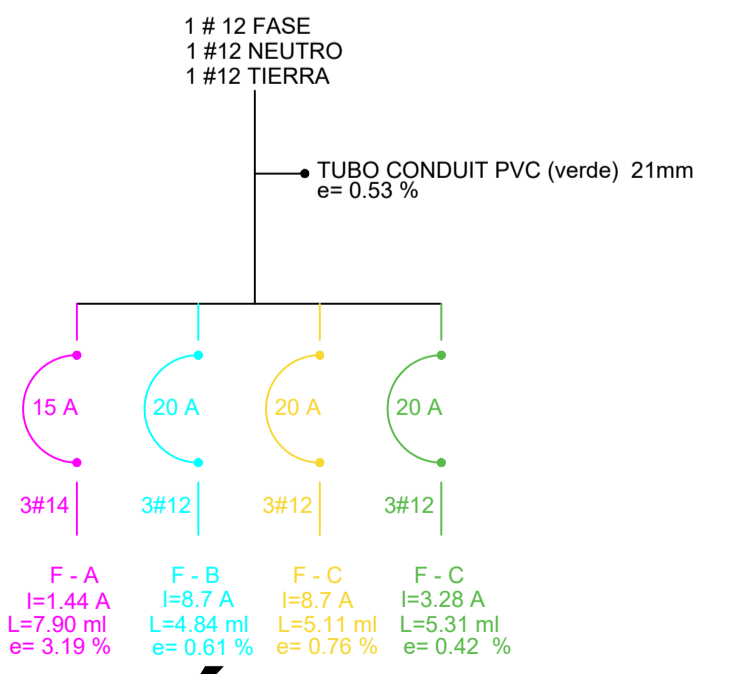 1 # 12 FASE
1 #12 NEUTRO
1 #12 TIERRA
TUBO CONDUIT PVC (verde) 21mm
e= 0.53 %
15 A
20 A
20 A
20 A
3#14
3#12
3#12
3#12
F - A
I=1.44 A
L=7.90 ml
e= 3.19 %
F - B
I=8.7 A
L=4.84 ml
e= 0.61 %
F - C
I=8.7 A
L=5.11 ml
e= 0.76 %
F - C
I=3.28 A
L=5.31 ml
e= 0.42 %